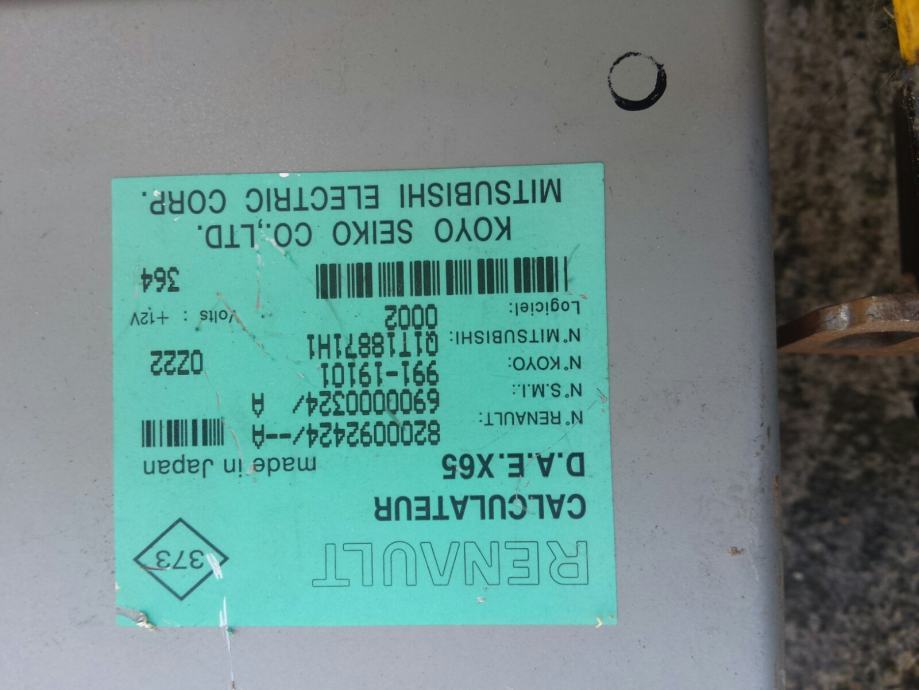 RENAULT
373
CALCULATEUR
D.A.E.X65
made in Japan
N° RENAULT: 8200092424/--A
N°S.M.I.: 6900000324/ A
N°KOYO: 991-19101 0Z22
N°MITSUBISHI: Q1T18871H1
Logiciel: 0002 Volts : +12V
364
KOYO SEIKO CO.,LTD.
MITSUBISHI ELECTRIC CORP.